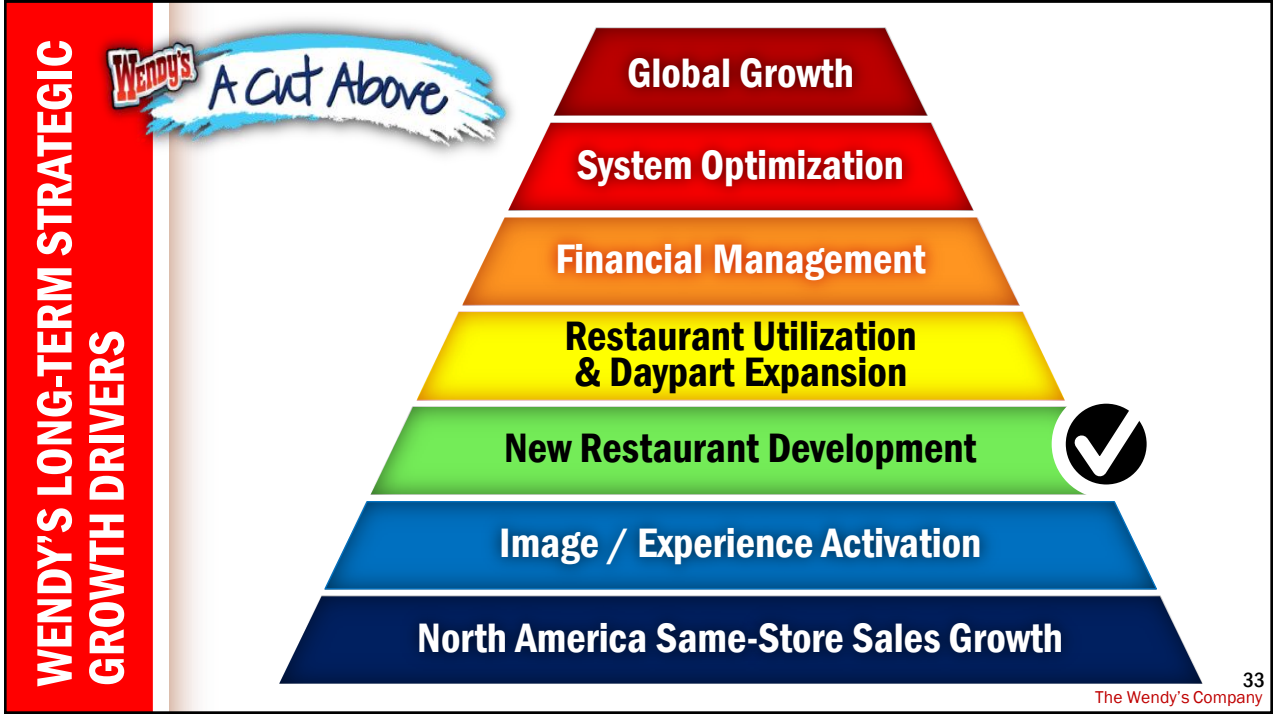 WENDY'S LONG-TERM STRATEGIC
GROWTH DRIVERS
Wendy's
A Cut Above
Global Growth
System Optimization
Financial Management
Restaurant Utilization
& Daypart Expansion
New Restaurant Development
Image / Experience Activation
North America Same-Store Sales Growth
33
The Wendy's Company